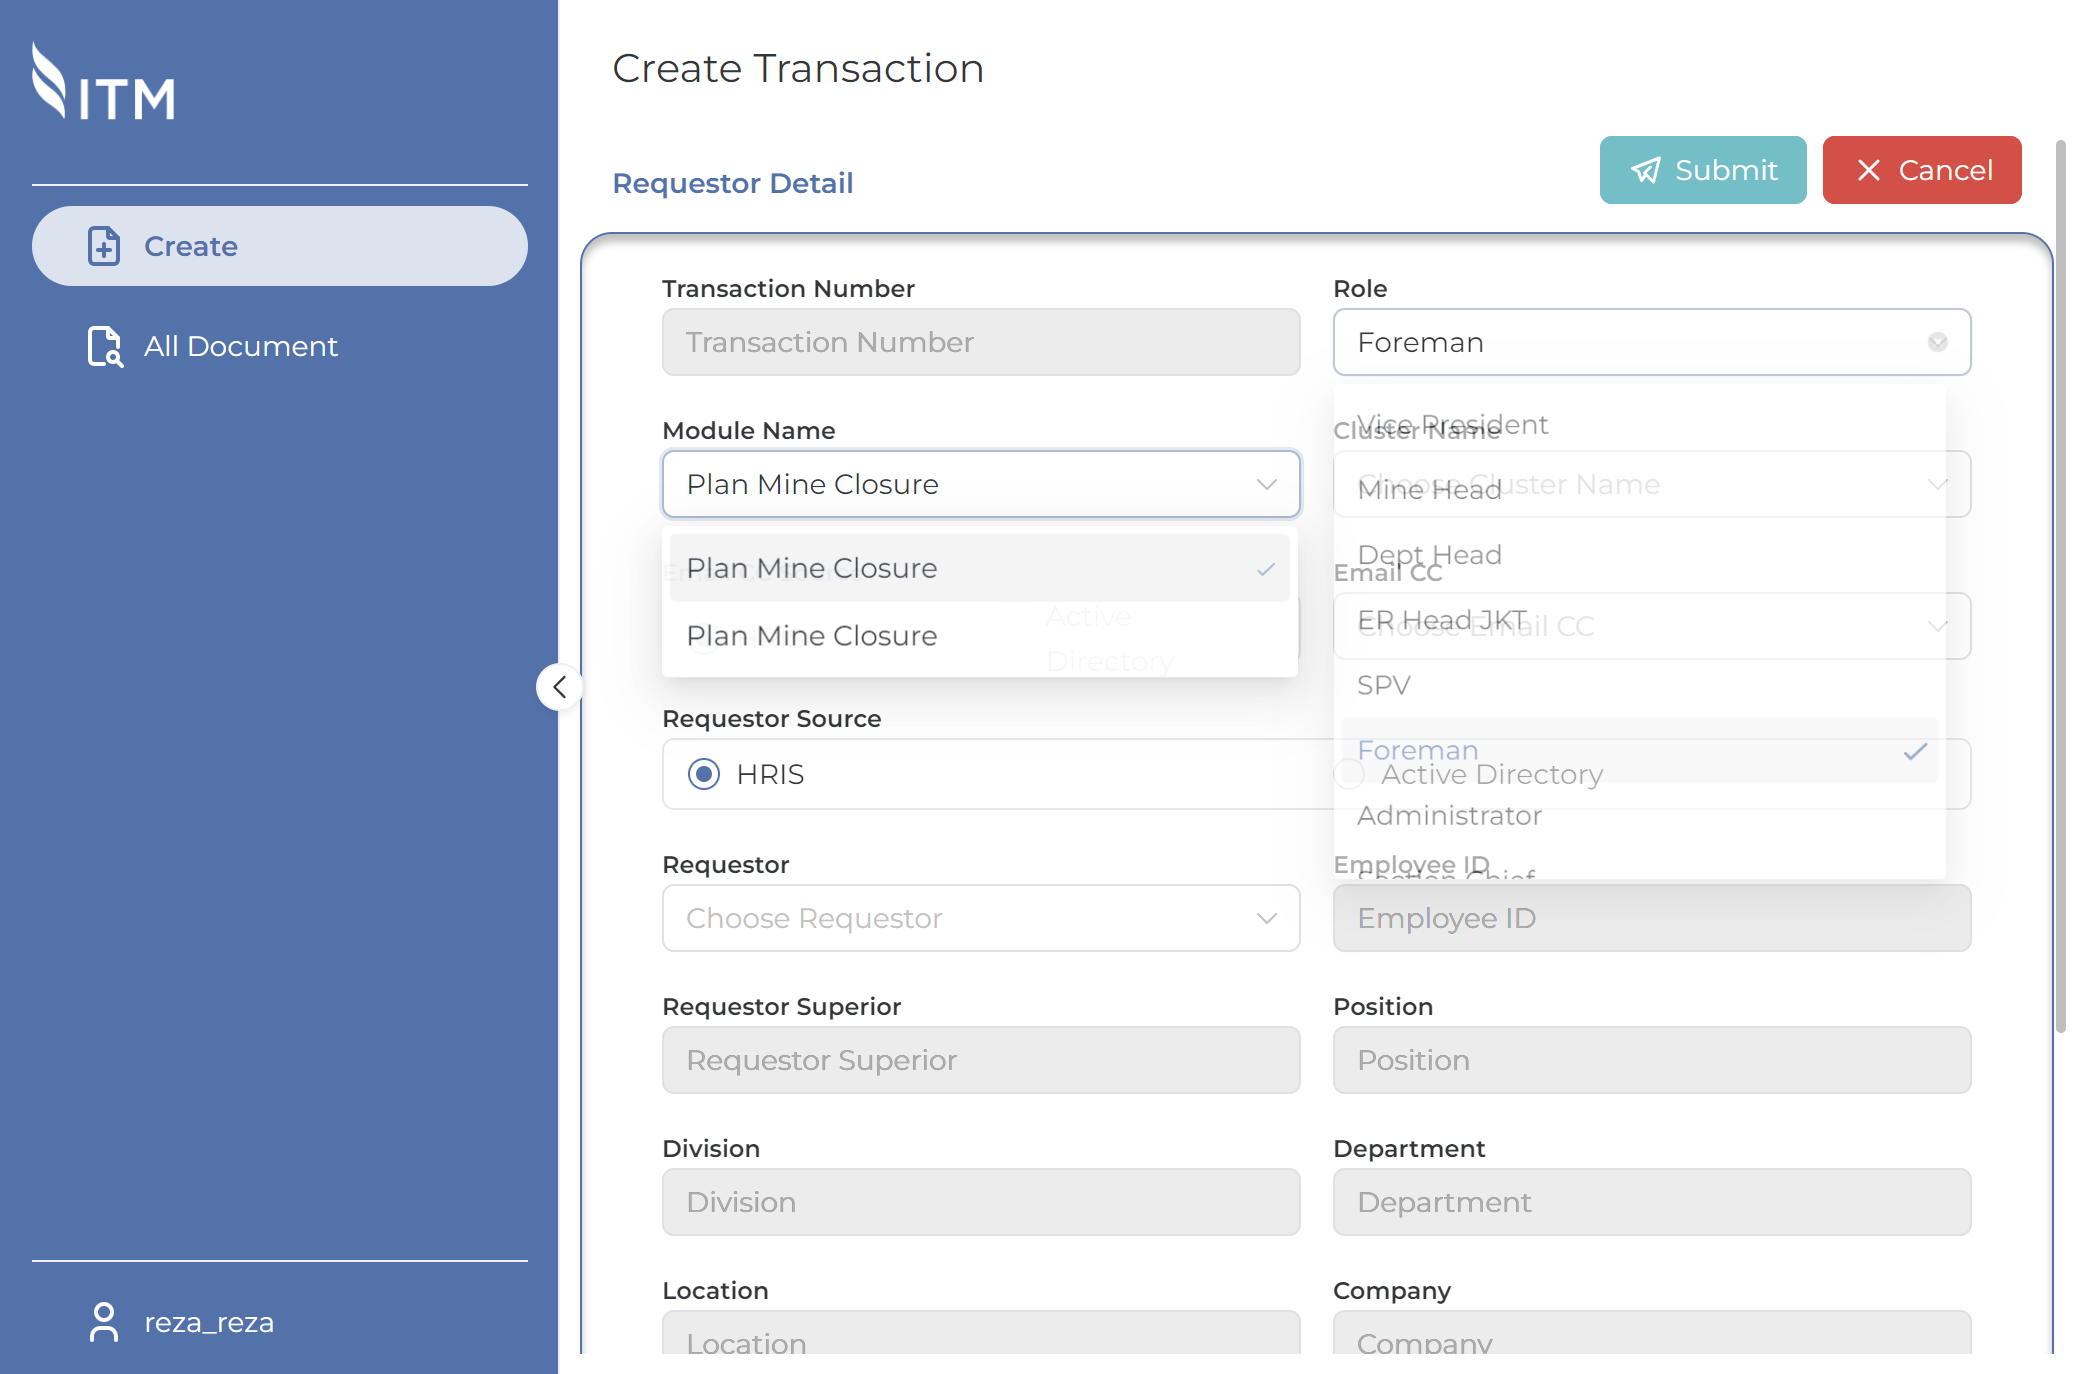 ITM
Create Transaction
Submit
Cancel
Requestor Detail
Create
All Document
Transaction Number
Role
Transaction Number
Foreman
Module Name
Cluster Name
Vice President
Plan Mine Closure
Choose Cluster Name
Mine Head
Plan Mine Closure
Email CC Source
Dept Head
Email CC
Plan Mine Closure
Active
Directory
ER Head JKT
Choose Email CC
SPV
Requestor Source
HRIS
Foreman
Active Directory
Administrator
Requestor
Employee ID
Section Chief
Choose Requestor
Employee ID
Requestor Superior
Position
Requestor Superior
Position
Division
Department
Division
Department
Location
Company
Location
Company
reza_reza